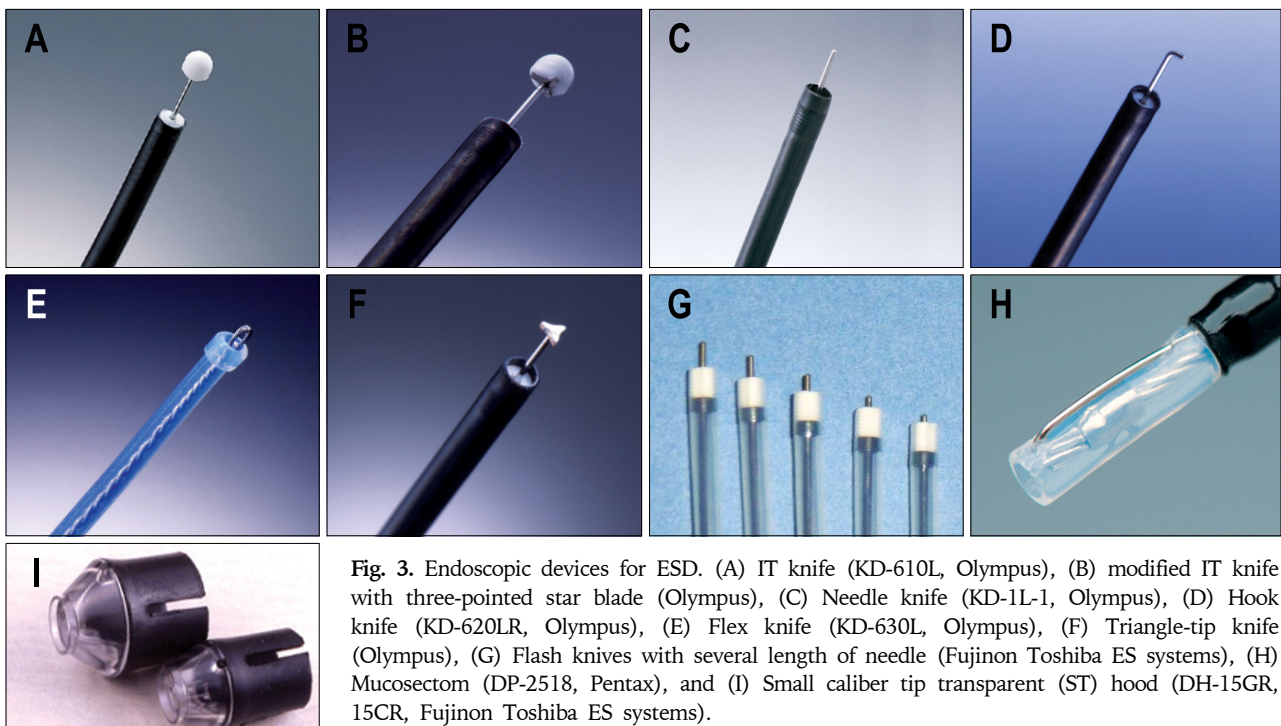 A
B
C
D
E
F
G
H
I
Fig. 3. Endoscopic devices for ESD. (A) IT knife (KD-610L, Olympus), (B) modified IT knife
with three-pointed star blade (Olympus), (C) Needle knife (KD-1L-1, Olympus), (D) Hook
knife (KD-620LR, Olympus), (E) Flex knife (KD-630L, Olympus), (F) Triangle-tip knife
(Olympus), (G) Flash knives with several length of needle (Fujinon Toshiba ES systems), (H)
Mucosectom (DP-2518, Pentax), and (I) Small caliber tip transparent (ST) hood (DH-15GR,
15CR, Fujinon Toshiba ES systems).